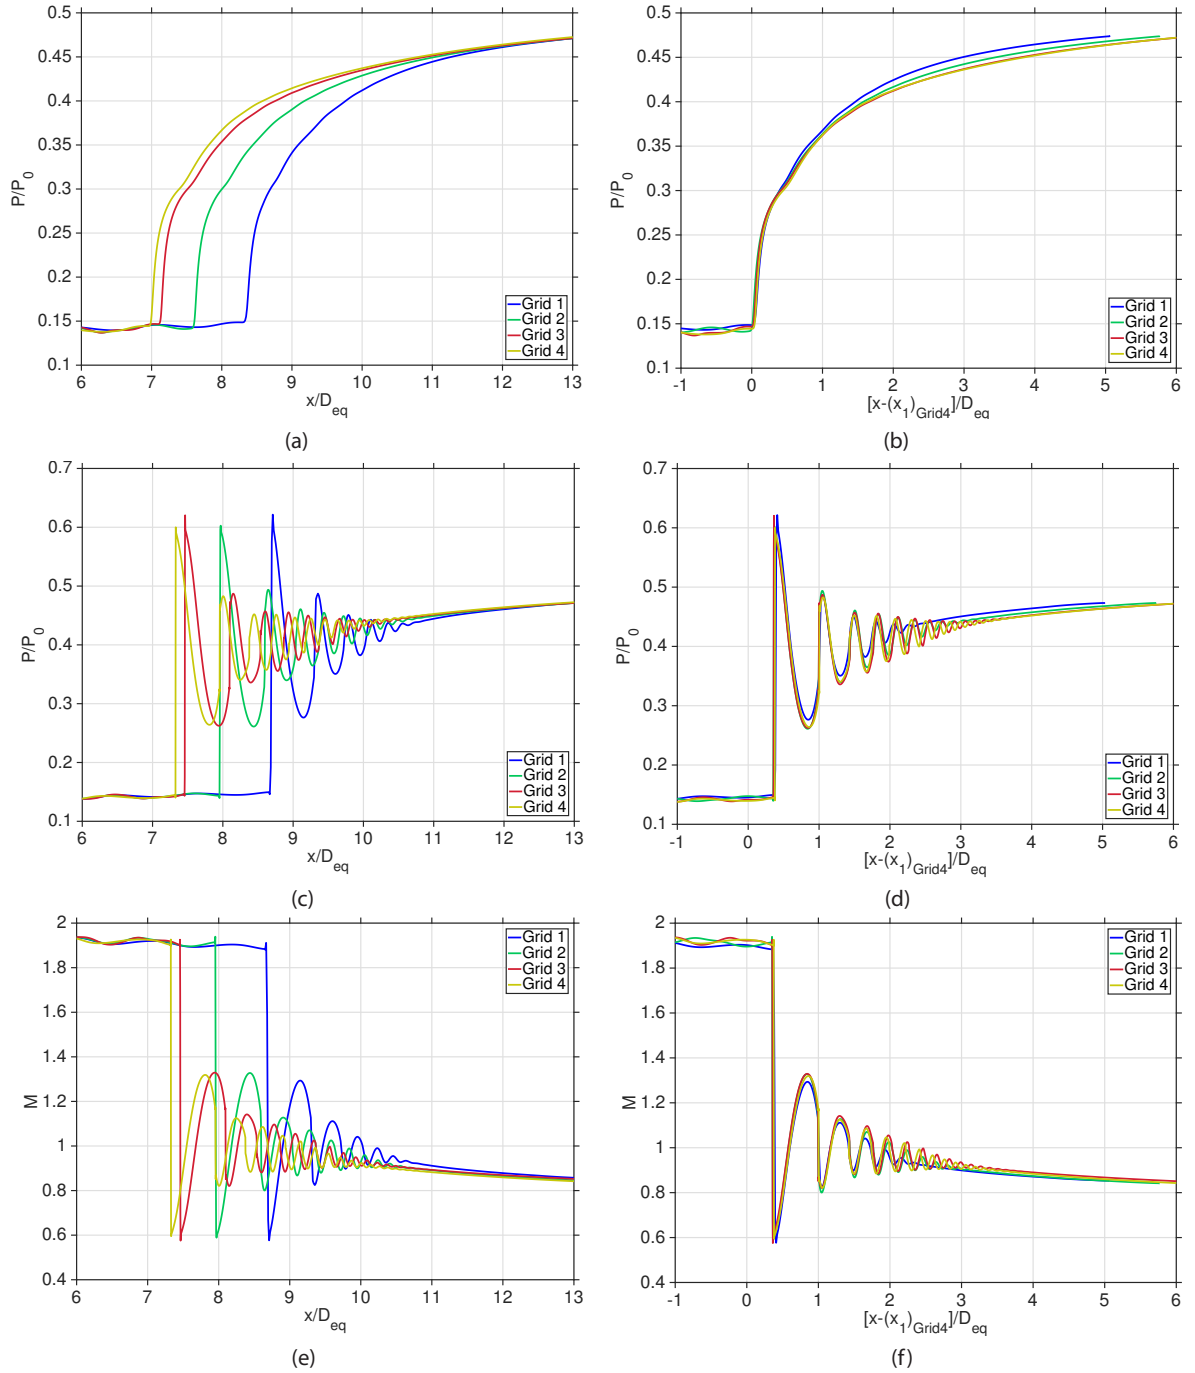 0.5
0.45
0.4
0.35
0.3
0.25
0.2
0.15
0.1
P/P0
6 7 8 9 10 11 12 13
x/Deq
Grid 1
Grid 2
Grid 3
Grid 4
(a)
0.5
0.45
0.4
0.35
0.3
0.25
0.2
0.15
0.1
P/P0
-1 0 1 2 3 4 5 6
[x-(x1)Grid4]/Deq
Grid 1
Grid 2
Grid 3
Grid 4
(b)
0.7
0.6
0.5
0.4
0.3
0.2
0.1
P/P0
6 7 8 9 10 11 12 13
x/Deq
Grid 1
Grid 2
Grid 3
Grid 4
(c)
0.7
0.6
0.5
0.4
0.3
0.2
0.1
P/P0
-1 0 1 2 3 4 5 6
[x-(x1)Grid4]/Deq
Grid 1
Grid 2
Grid 3
Grid 4
(d)
2
1.8
1.6
1.4
1.2
1
0.8
0.6
0.4
M
6 7 8 9 10 11 12 13
x/Deq
Grid 1
Grid 2
Grid 3
Grid 4
(e)
2
1.8
1.6
1.4
1.2
1
0.8
0.6
0.4
M
-1 0 1 2 3 4 5 6
[x-(x1)Grid4]/Deq
Grid 1
Grid 2
Grid 3
Grid 4
(f)